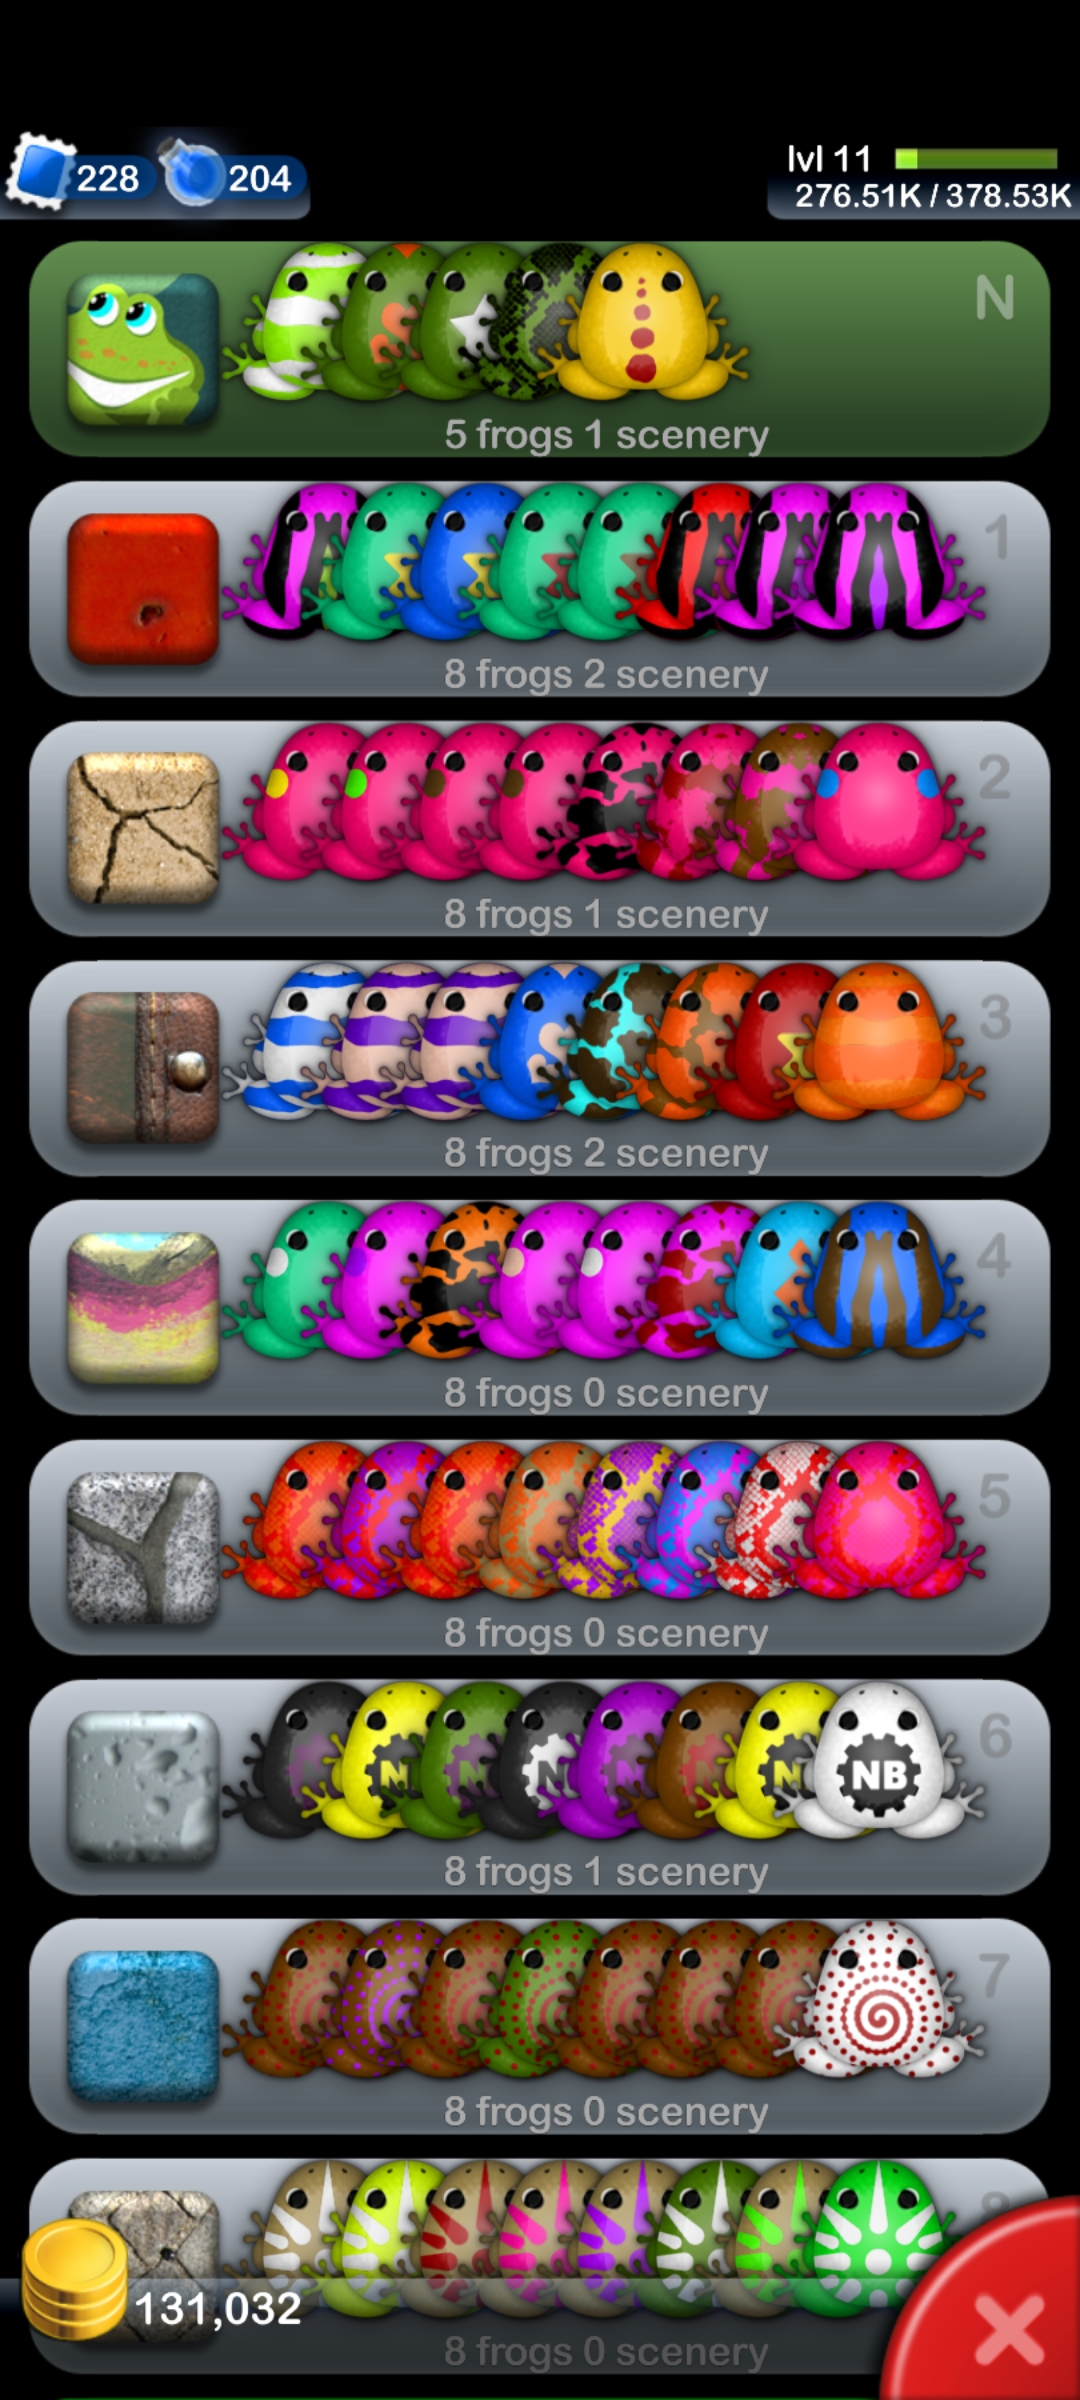 228 204 lvl 11
276.51K / 378.53K
N
5 frogs 1 scenery
1
8 frogs 2 scenery
2
8 frogs 1 scenery
3
8 frogs 2 scenery
4
8 frogs 0 scenery
5
8 frogs 0 scenery
6
N N N N N N NB
8 frogs 1 scenery
7
8 frogs 0 scenery
131,032
8 frogs 0 scenery